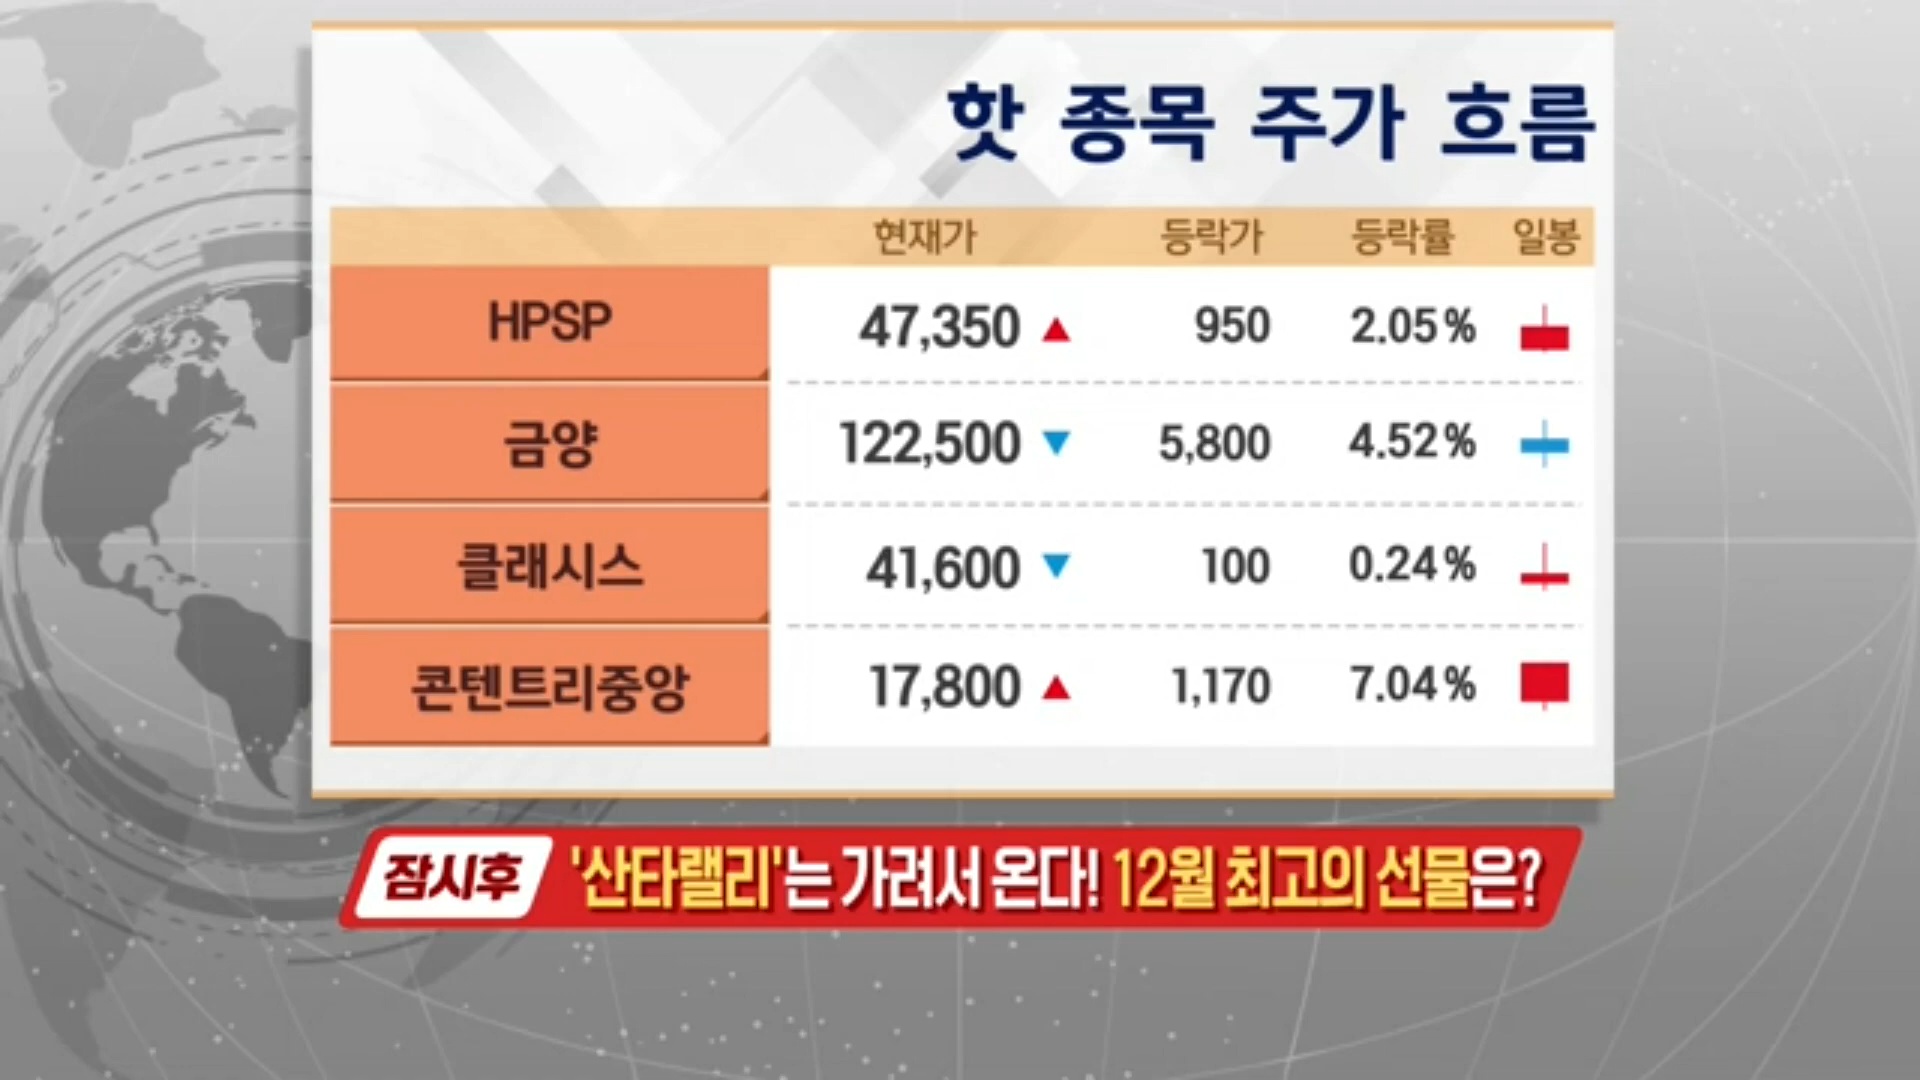 핫 종목 주가 흐름
현재가 등락가 등락률 일봉
HPSP 47,350 ▲ 950 2.05%
금양 122,500 ▼ 5,800 4.52%
클래시스 41,600 ▼ 100 0.24%
콘텐트리중앙 17,800 ▲ 1,170 7.04%
잠시후 '산타랠리'는 가려서 온다! 12월 최고의 선물은?